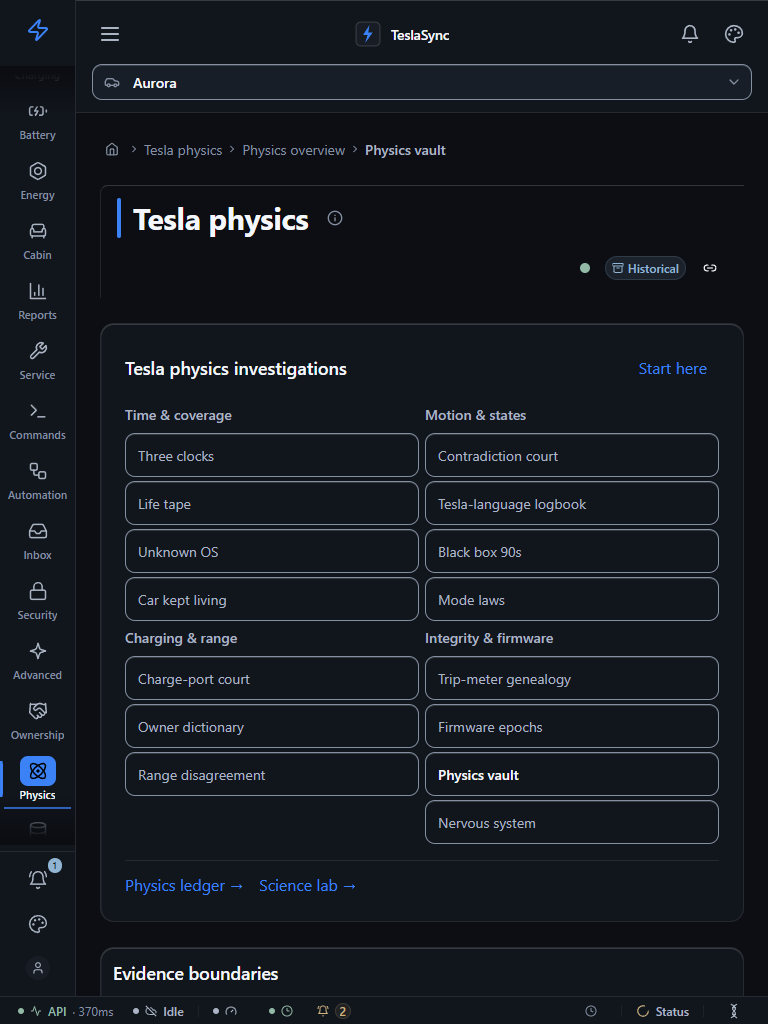 TeslaSync
Aurora
Charging
Battery
Energy
Cabin
Reports
Service
Commands
Automation
Inbox
Security
Advanced
Ownership
Physics
1
Tesla physics > Physics overview > Physics vault
Tesla physics
Historical
Tesla physics investigations
Start here
Time & coverage
Three clocks
Life tape
Unknown OS
Car kept living
Motion & states
Contradiction court
Tesla-language logbook
Black box 90s
Mode laws
Charging & range
Charge-port court
Owner dictionary
Range disagreement
Integrity & firmware
Trip-meter genealogy
Firmware epochs
Physics vault
Nervous system
Physics ledger →
Science lab →
Evidence boundaries
API · 370ms
Idle
2
Status